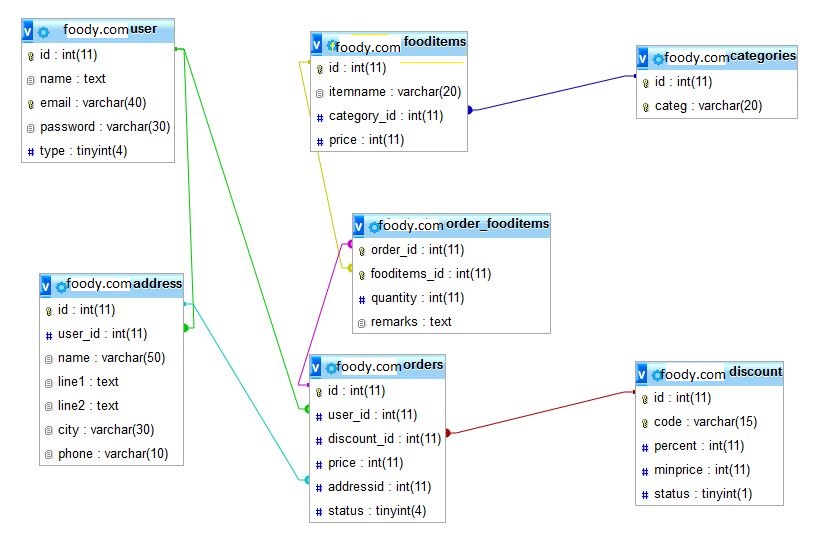 foody.com user
id : int(11)
name : text
email : varchar(40)
password : varchar(30)
type : tinyint(4)
foody.com fooditems
id : int(11)
itemname : varchar(20)
category_id : int(11)
price : int(11)
foody.com categories
id : int(11)
categ : varchar(20)
foody.com order_fooditems
order_id : int(11)
fooditems_id : int(11)
quantity : int(11)
remarks : text
foody.com address
id : int(11)
user_id : int(11)
name : varchar(50)
line1 : text
line2 : text
city : varchar(30)
phone : varchar(10)
foody.com orders
id : int(11)
user_id : int(11)
discount_id : int(11)
price : int(11)
addressid : int(11)
status : tinyint(4)
foody.com discount
id : int(11)
code : varchar(15)
percent : int(11)
minprice : int(11)
status : tinyint(1)